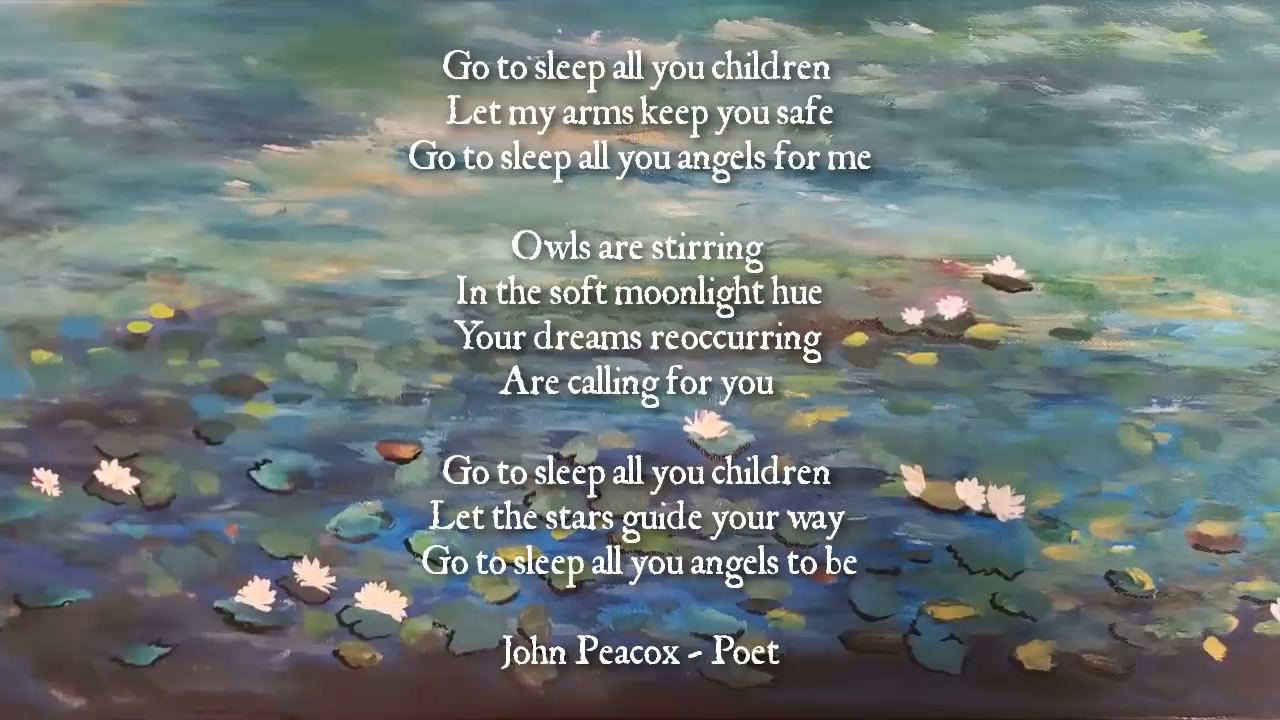 Go to sleep all you children
Let my arms keep you safe
Go to sleep all you angels for me
Owls are stirring
In the soft moonlight hue
Your dreams reoccurring
Are calling for you
Go to sleep all you children
Let the stars guide your way
Go to sleep all you angels to be
John Peacox - Poet